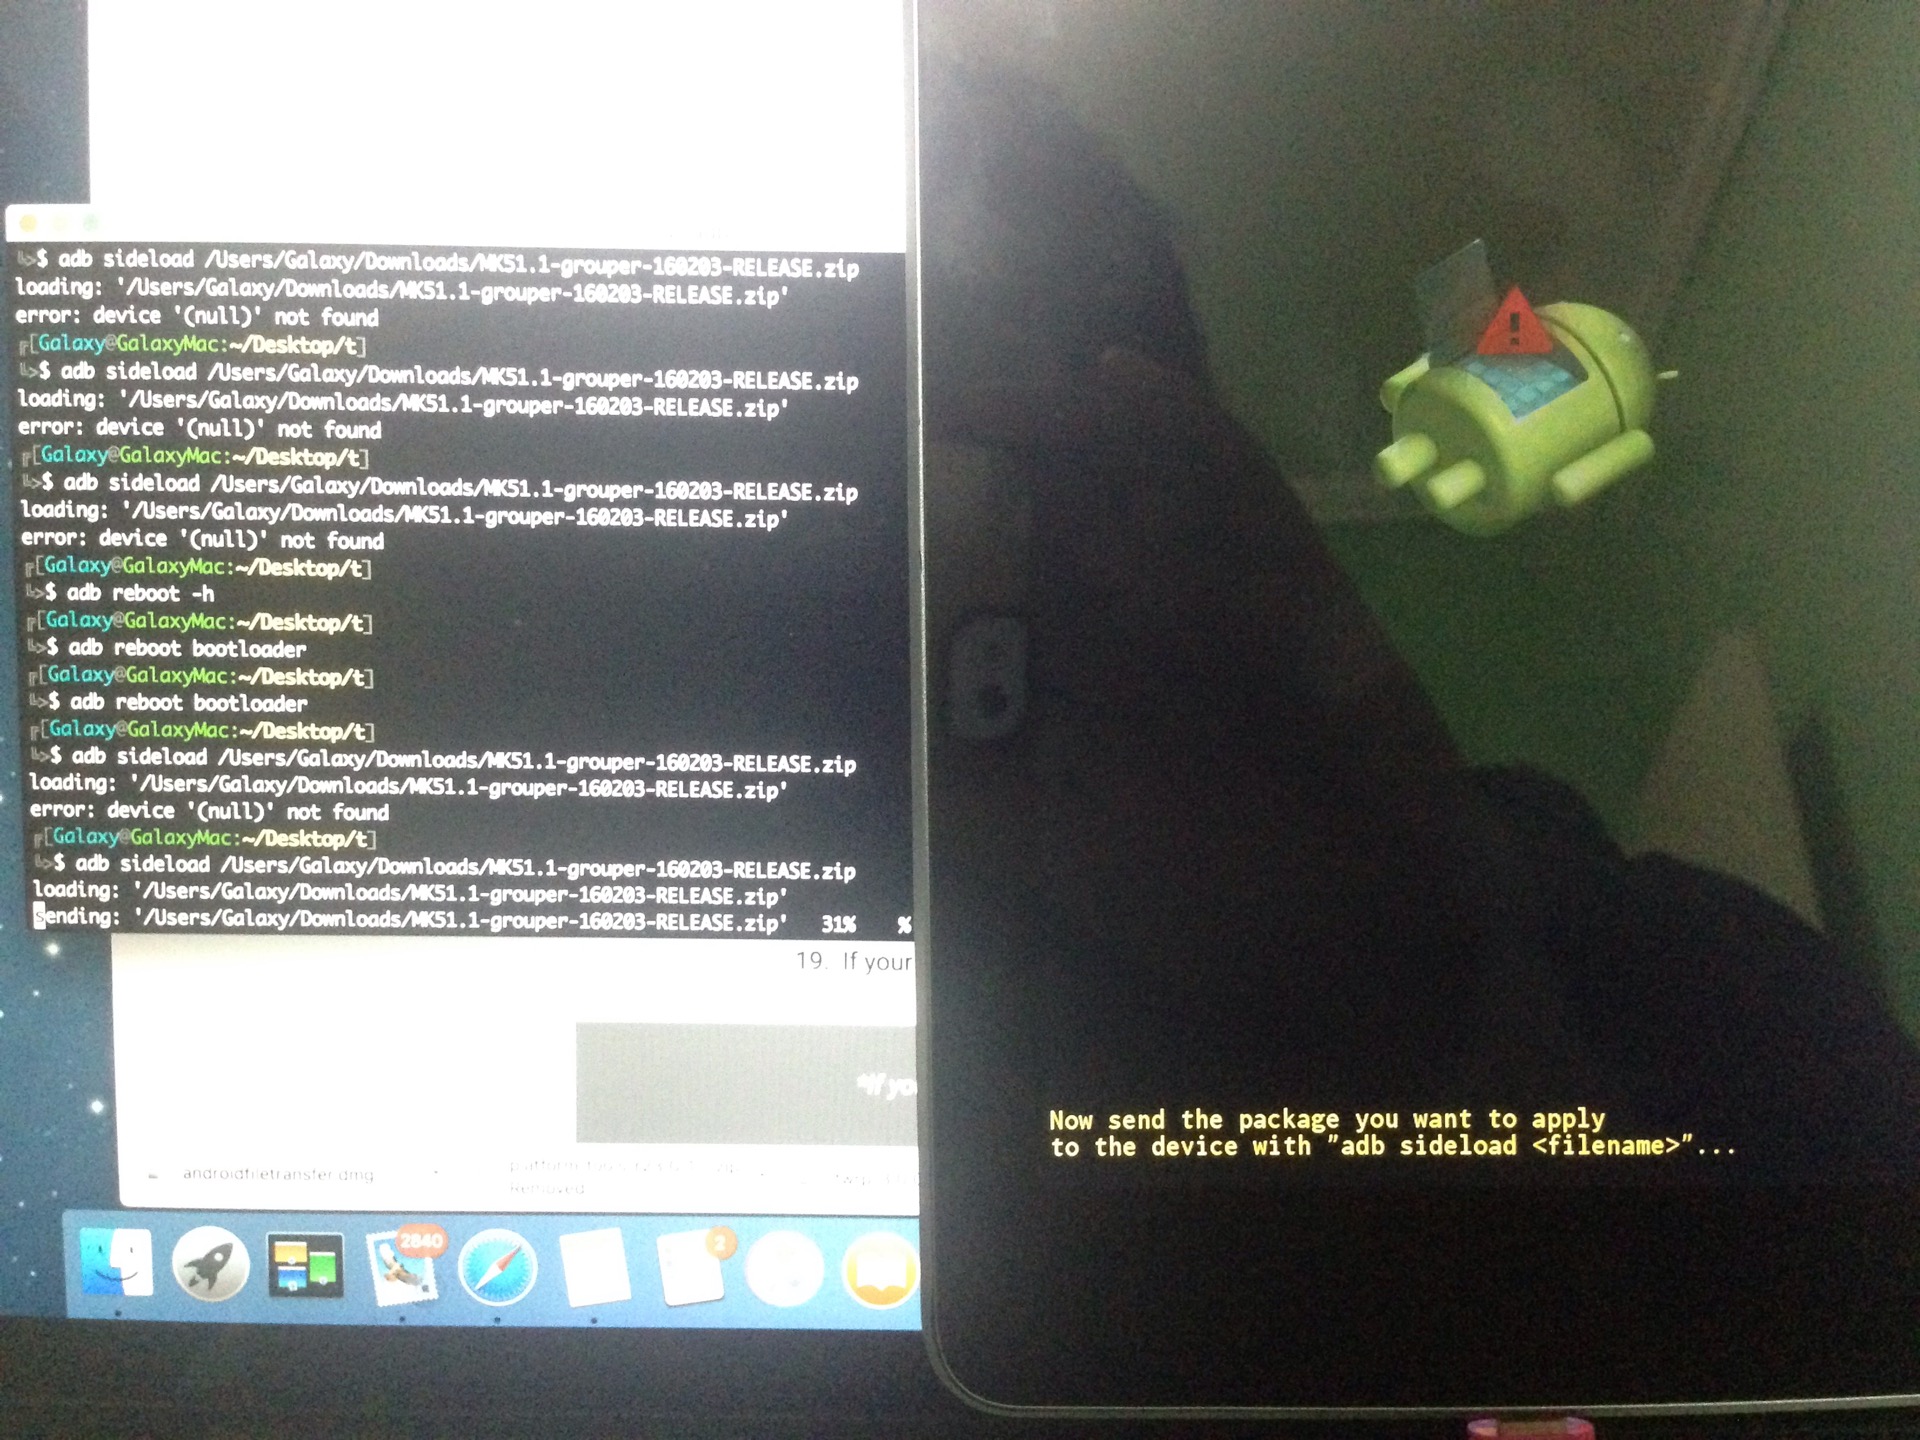 └>$ adb sideload /Users/Galaxy/Downloads/MK51.1-grouper-160203-RELEASE.zip
loading: '/Users/Galaxy/Downloads/MK51.1-grouper-160203-RELEASE.zip'
error: device '(null)' not found
┌[Galaxy@GalaxyMac:~/Desktop/t]
└>$ adb sideload /Users/Galaxy/Downloads/MK51.1-grouper-160203-RELEASE.zip
loading: '/Users/Galaxy/Downloads/MK51.1-grouper-160203-RELEASE.zip'
error: device '(null)' not found
┌[Galaxy@GalaxyMac:~/Desktop/t]
└>$ adb sideload /Users/Galaxy/Downloads/MK51.1-grouper-160203-RELEASE.zip
loading: '/Users/Galaxy/Downloads/MK51.1-grouper-160203-RELEASE.zip'
error: device '(null)' not found
┌[Galaxy@GalaxyMac:~/Desktop/t]
└>$ adb reboot -h
┌[Galaxy@GalaxyMac:~/Desktop/t]
└>$ adb reboot bootloader
┌[Galaxy@GalaxyMac:~/Desktop/t]
└>$ adb reboot bootloader
┌[Galaxy@GalaxyMac:~/Desktop/t]
└>$ adb sideload /Users/Galaxy/Downloads/MK51.1-grouper-160203-RELEASE.zip
loading: '/Users/Galaxy/Downloads/MK51.1-grouper-160203-RELEASE.zip'
error: device '(null)' not found
┌[Galaxy@GalaxyMac:~/Desktop/t]
└>$ adb sideload /Users/Galaxy/Downloads/MK51.1-grouper-160203-RELEASE.zip
loading: '/Users/Galaxy/Downloads/MK51.1-grouper-160203-RELEASE.zip'
sending: '/Users/Galaxy/Downloads/MK51.1-grouper-160203-RELEASE.zip' 31% %
19. If your
*If yo
androidfiletransfer.dmg
Removed
2840
2
Now send the package you want to apply
to the device with "adb sideload <filename>"...